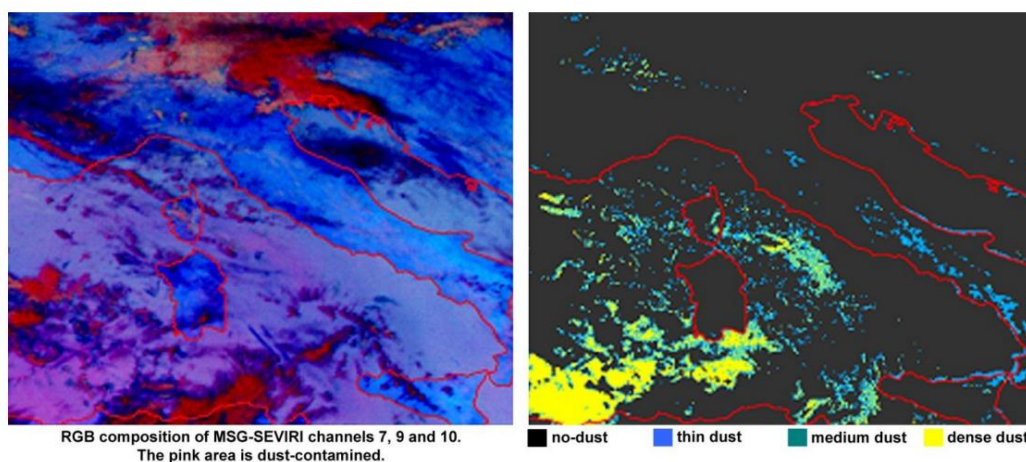 RGB composition of MSG-SEVIRI channels 7, 9 and 10.
The pink area is dust-contamined.
no-dust thin dust medium dust dense dust